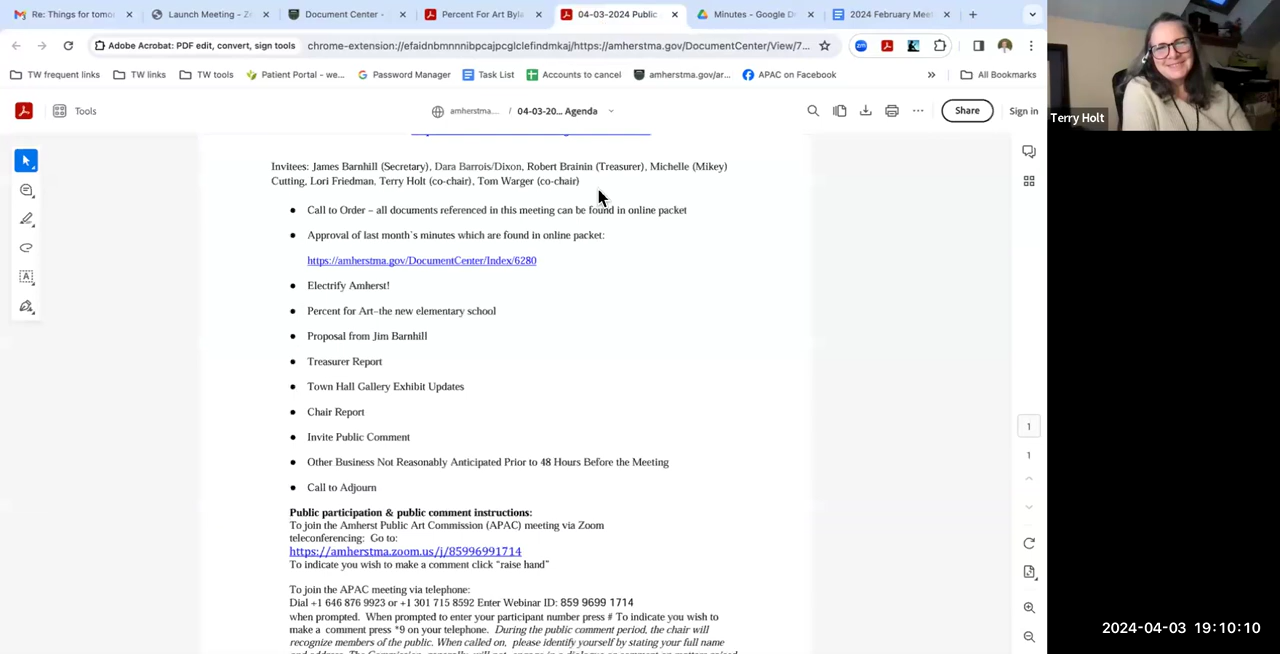 Re: Things for tomor
Launch Meeting - Z
Document Center -
Percent For Art Byla
04-03-2024 Public
Minutes - Google D
2024 February Mee
Adobe Acrobat: PDF edit, convert, sign tools
chrome-extension://efaidnbmnnnibpcajpcglclefindmkaj/https://amherstma.gov/DocumentCenter/View/7...
TW frequent links
TW links
TW tools
Patient Portal - we...
Password Manager
Task List
Accounts to cancel
amherstma.gov/ar...
APAC on Facebook
»
All Bookmarks
Tools
amherstma....
/ 04-03-20... Agenda
Share
Sign in
Terry Holt
Invitees: James Barnhill (Secretary), Dara Barrois/Dixon, Robert Brainin (Treasurer), Michelle (Mikey)
Cutting, Lori Friedman, Terry Holt (co-chair), Tom Warger (co-chair)
● Call to Order – all documents referenced in this meeting can be found in online packet
● Approval of last month's minutes which are found in online packet:
https://amherstma.gov/DocumentCenter/Index/6280
● Electrify Amherst!
● Percent for Art–the new elementary school
● Proposal from Jim Barnhill
● Treasurer Report
● Town Hall Gallery Exhibit Updates
● Chair Report
● Invite Public Comment
● Other Business Not Reasonably Anticipated Prior to 48 Hours Before the Meeting
● Call to Adjourn
Public participation & public comment instructions:
To join the Amherst Public Art Commission (APAC) meeting via Zoom
teleconferencing: Go to:
https://amherstma.zoom.us/j/85996991714
To indicate you wish to make a comment click “raise hand”
To join the APAC meeting via telephone:
Dial +1 646 876 9923 or +1 301 715 8592 Enter Webinar ID: 859 9699 1714
when prompted. When prompted to enter your participant number press # To indicate you wish to
make a comment press *9 on your telephone. During the public comment period, the chair will
recognize members of the public. When called on, please identify yourself by stating your full name
1
1
2024-04-03 19:10:10